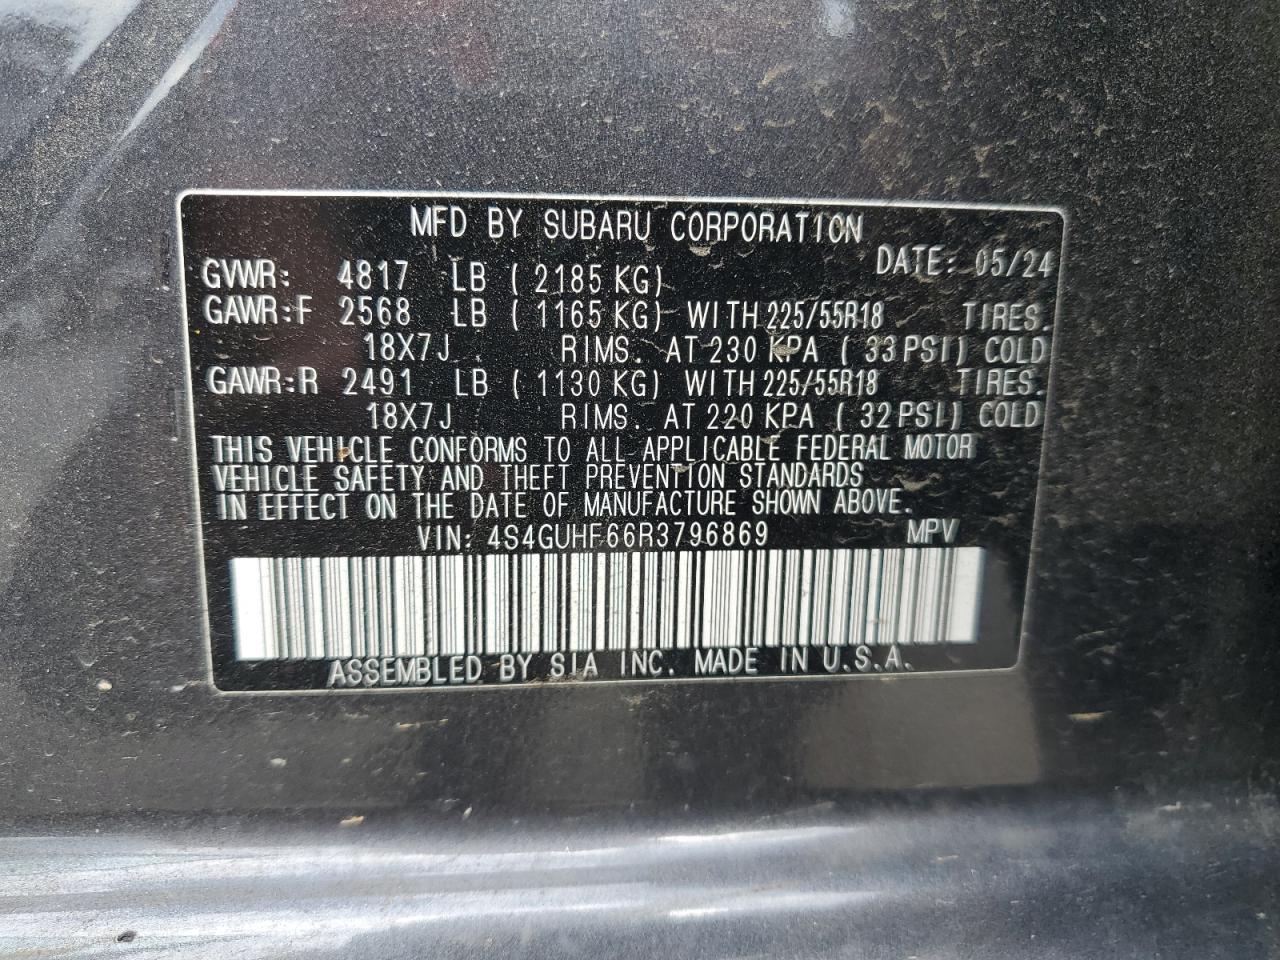 MFD BY SUBARU CORPORATION
DATE: 05/24
GVWR: 4817 LB ( 2185 KG)
GAWR:F 2568 LB ( 1165 KG) WITH 225/55R18 TIRES.
18X7J RIMS. AT 230 KPA ( 33 PSI) COLD
GAWR:R 2491 LB ( 1130 KG) WITH 225/55R18 TIRES.
18X7J RIMS. AT 220 KPA ( 32 PSI) COLD
THIS VEHICLE CONFORMS TO ALL APPLICABLE FEDERAL MOTOR
VEHICLE SAFETY AND THEFT PREVENTION STANDARDS
IN EFFECT ON THE DATE OF MANUFACTURE SHOWN ABOVE.
VIN: 4S4GUHF66R3796869 MPV
ASSEMBLED BY SIA INC. MADE IN U.S.A.